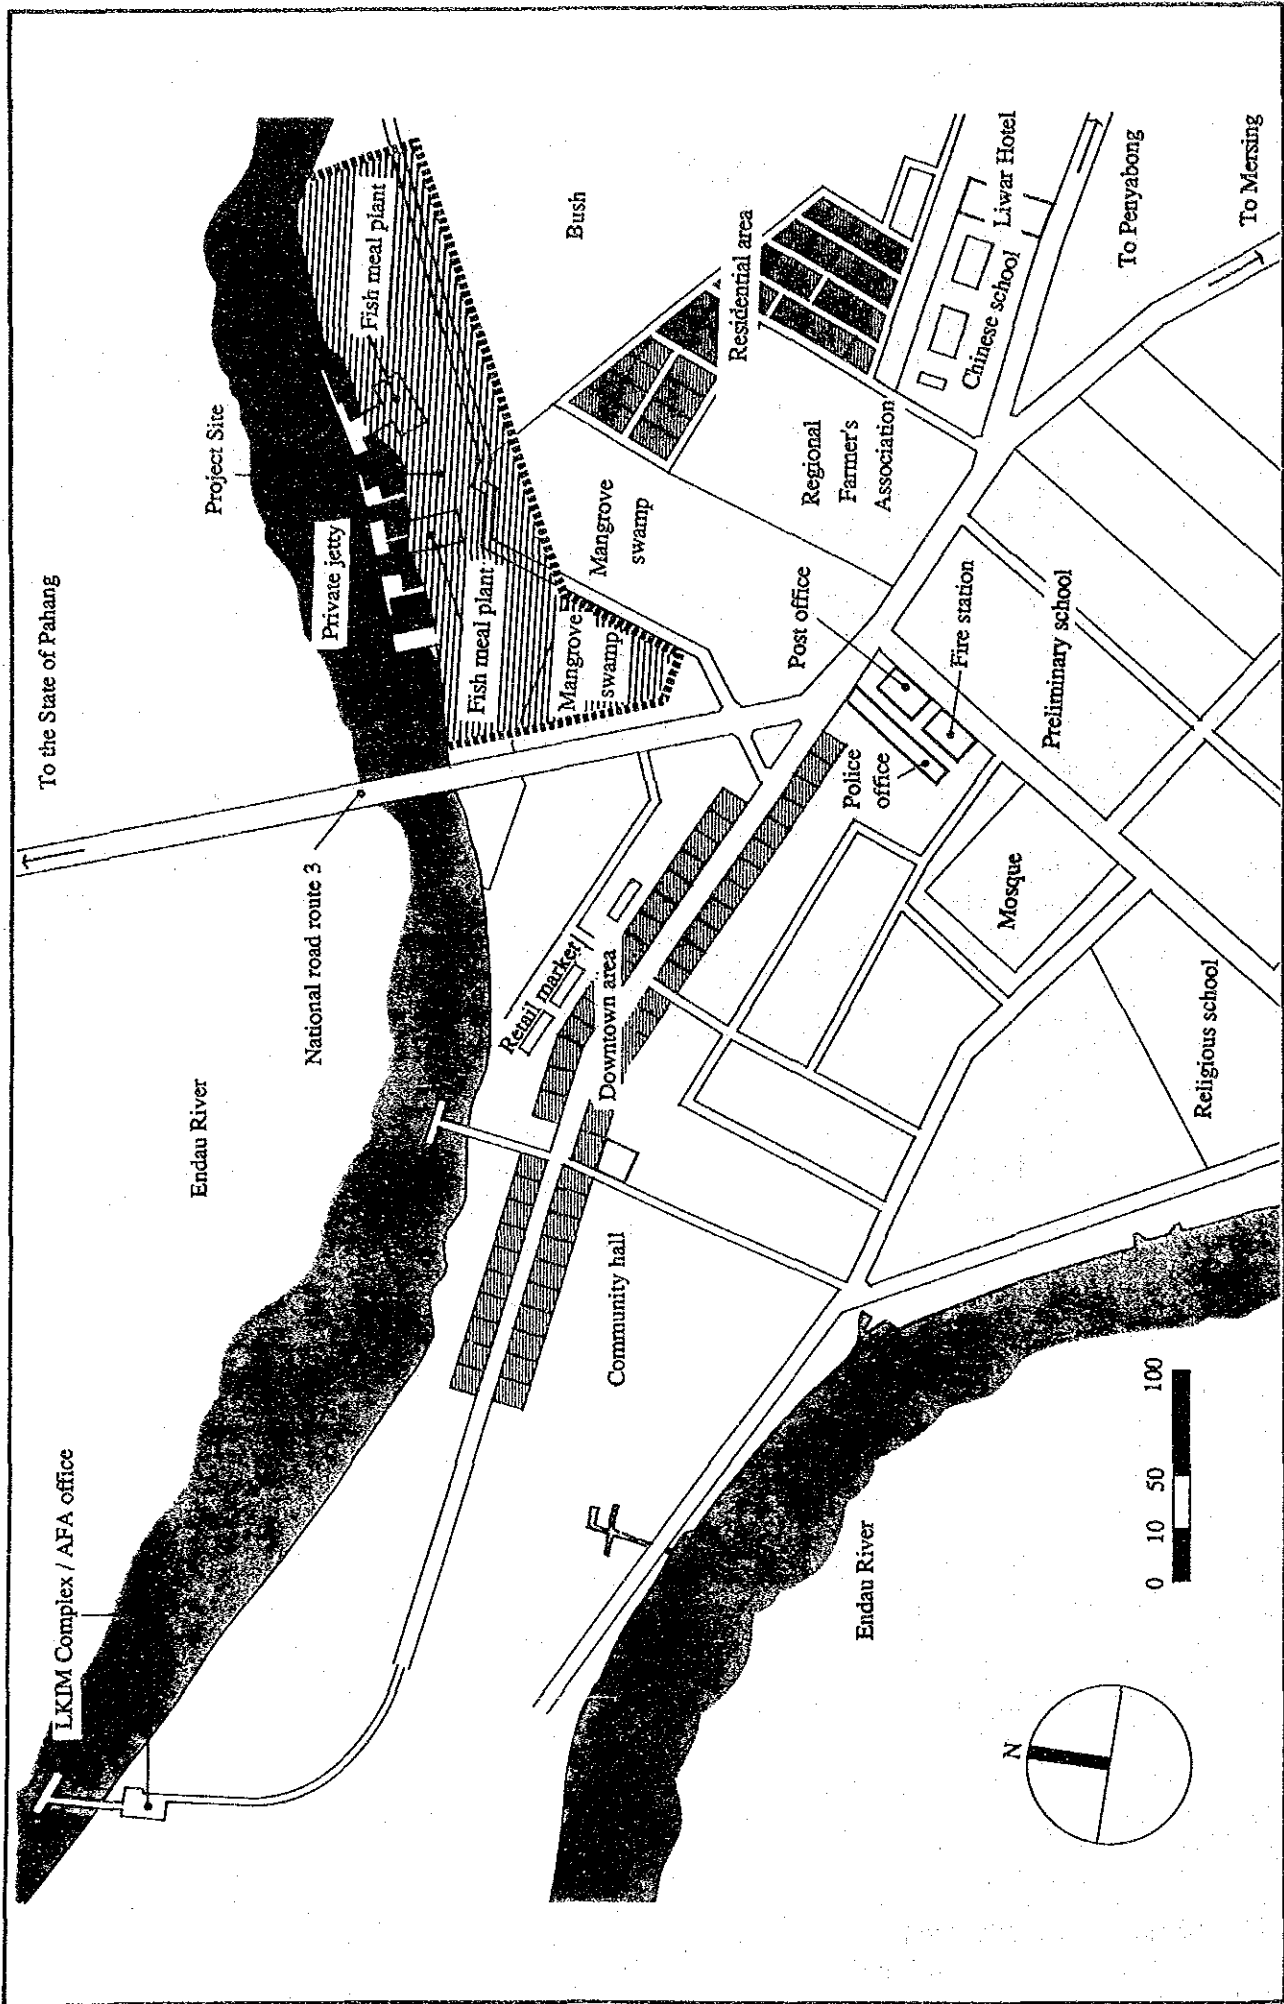 To the State of Pahang
LKIM Complex / AFA office
Endau River
National road route 3
Project Site
Private jetty
Fish meal plant
Fish meal plant
Mangrove
swamp
Mangrove
swamp
Bush
Retail market
Downtown area
Residential area
Community hall
Post office
Police
office
Fire station
Regional
Farmer's
Association
Chinese school
Liwar Hotel
To Penyabong
To Mersing
Preliminary school
Mosque
Religious school
Endau River
N
0 10 50 100